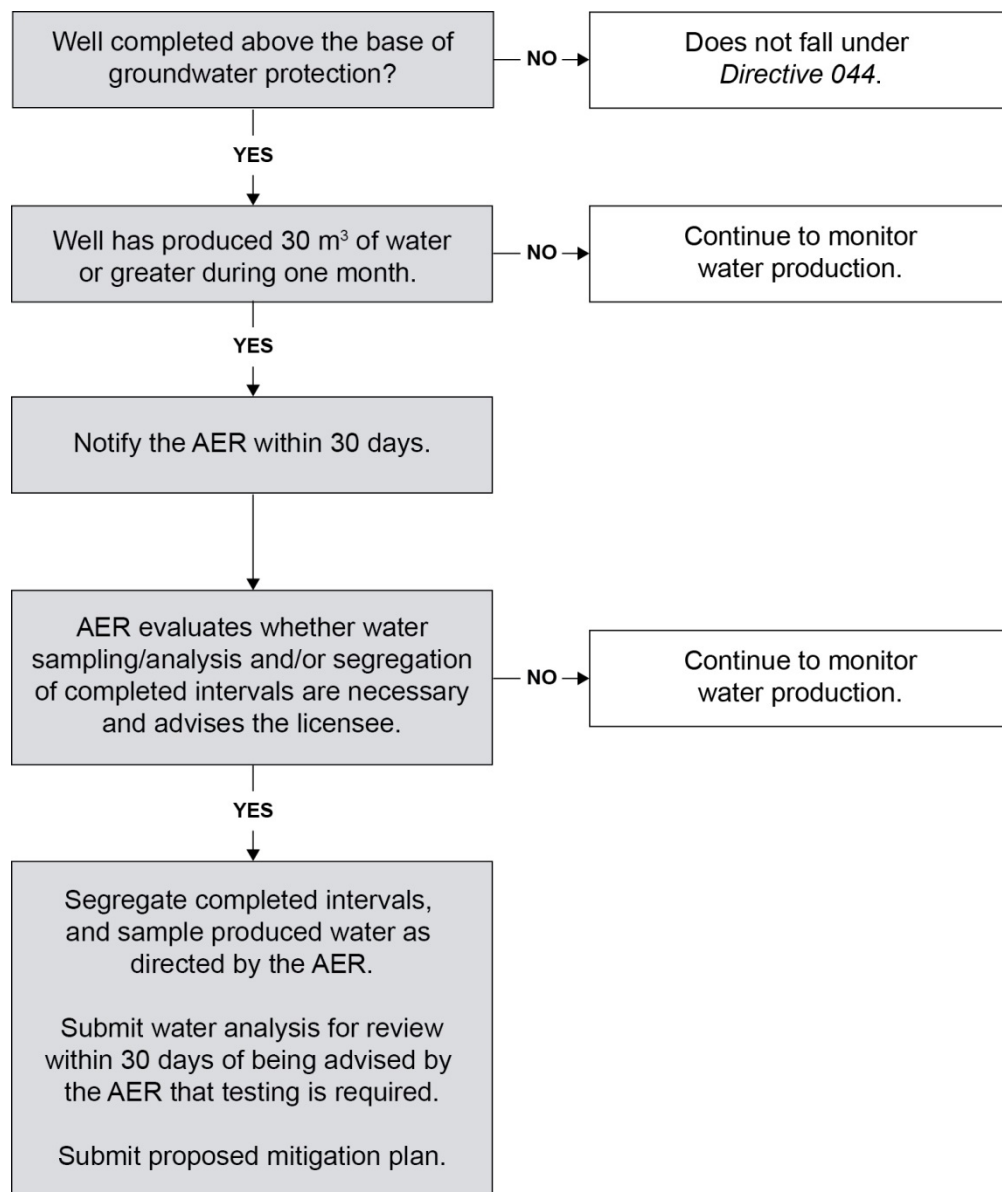 Well completed above the base of
groundwater protection?
NO
Does not fall under
Directive 044.
YES
Well has produced 30 m³ of water
or greater during one month.
NO
Continue to monitor
water production.
YES
Notify the AER within 30 days.
AER evaluates whether water
sampling/analysis and/or segregation
of completed intervals are necessary
and advises the licensee.
NO
Continue to monitor
water production.
YES
Segregate completed intervals,
and sample produced water as
directed by the AER.
Submit water analysis for review
within 30 days of being advised by
the AER that testing is required.
Submit proposed mitigation plan.